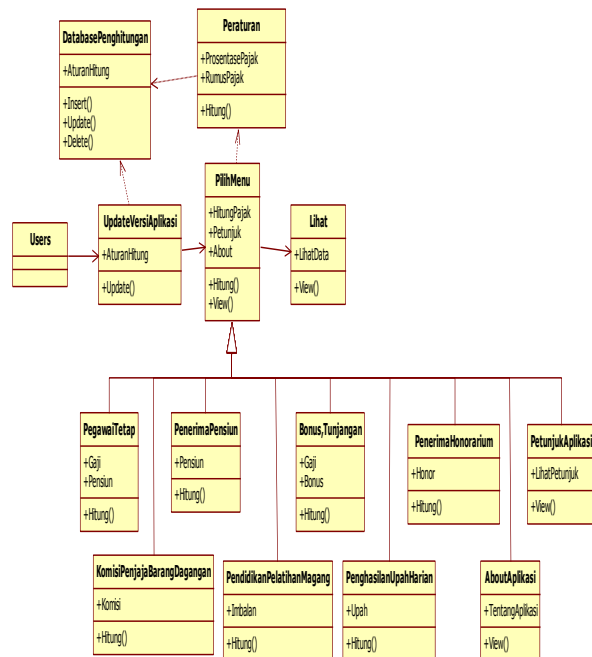 DatabasePenghitungan
+AturanHitung
+Insert()
+Update()
+Delete()
Peraturan
+ProsentasePajak
+RumusPajak
+Hitung()
Users
UpdateVersiAplikasi
+AturanHitung
+Update()
PilihMenu
+HitungPajak
+Petunjuk
+About
+Hitung()
+View()
Lihat
+LihatData
+View()
PegawaiTetap
+Gaji
+Pensiun
+Hitung()
PenerimaPensiun
+Pensiun
+Hitung()
Bonus,Tunjangan
+Gaji
+Bonus
+Hitung()
PenerimaHonorarium
+Honor
+Hitung()
PetunjukAplikasi
+LihatPetunjuk
+View()
KomisiPenjajaBarangDagangan
+Komisi
+Hitung()
PendidikanPelatihanMagang
+Imbalan
+Hitung()
PenghasilanUpahHarian
+Upah
+Hitung()
AboutAplikasi
+TentangAplikasi
+View()